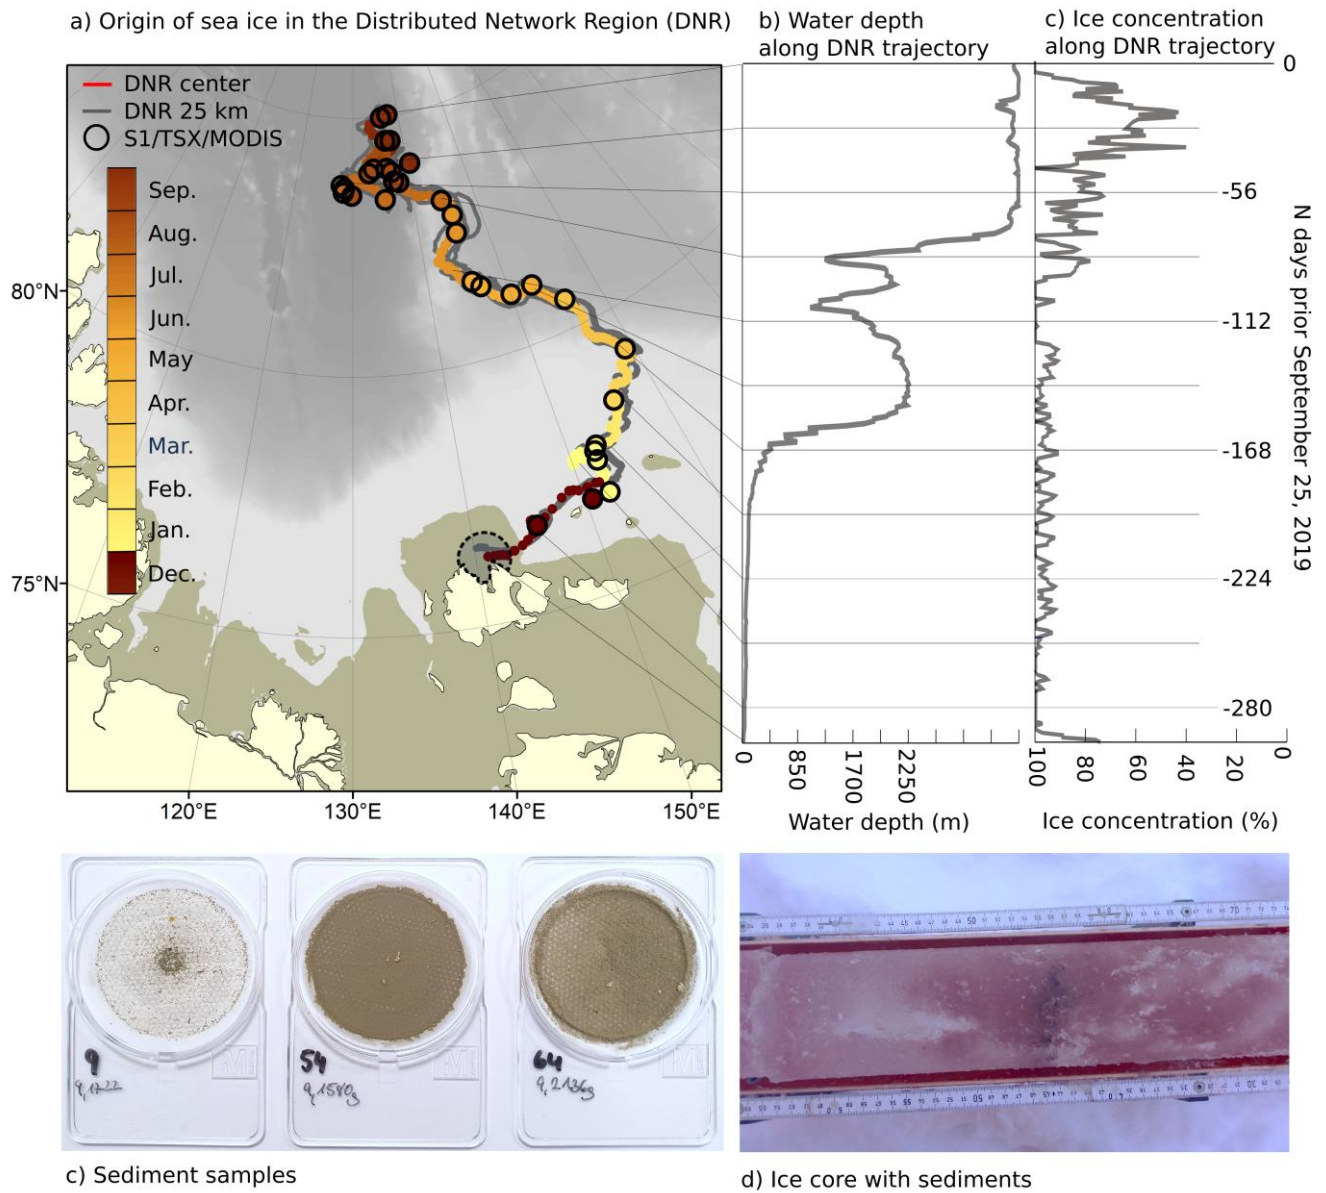 a) Origin of sea ice in the Distributed Network Region (DNR)
b) Water depth
along DNR trajectory
c) Ice concentration
along DNR trajectory
DNR center
DNR 25 km
S1/TSX/MODIS
Sep.
Aug.
Jul.
Jun.
May
Apr.
Mar.
Feb.
Jan.
Dec.
80°N
75°N
120°E
130°E
140°E
150°E
0
850
1700
2250
Water depth (m)
100
80
60
40
20
0
Ice concentration (%)
0
-56
-112
-168
-224
-280
N days prior September 25, 2019
9
54
64
c) Sediment samples
d) Ice core with sediments